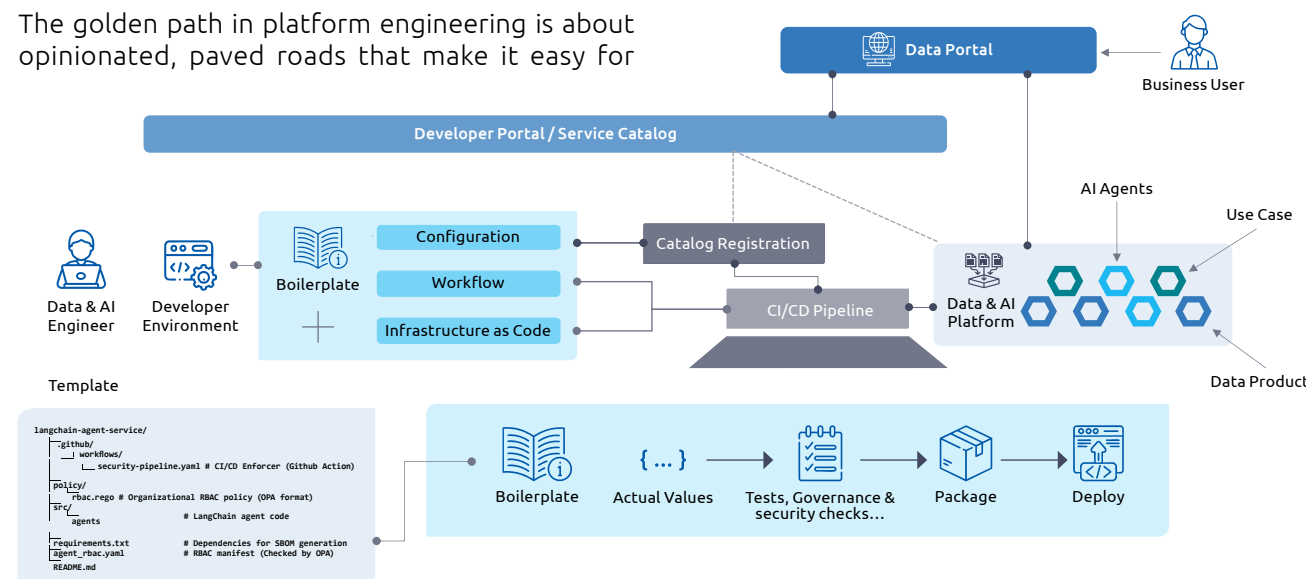 The golden path in platform engineering is about
opinionated, paved roads that make it easy for
Data Portal
Business User
Developer Portal / Service Catalog
AI Agents
Use Case
Configuration
Catalog Registration
Boilerplate
Workflow
Data & AI
Engineer
Developer
Environment
Infrastructure as Code
CI/CD Pipeline
Data & AI
Platform
Data Product
Template
langchain-agent-service/
.github/
workflows/
security-pipeline.yaml # CI/CD Enforcer (Github Action)
policy/
rbac.rego # Organizational RBAC policy (OPA format)
src/
agents # LangChain agent code
requirements.txt # Dependencies for SBOM generation
agent_rbac.yaml # RBAC manifest (Checked by OPA)
README.md
Boilerplate
{ ... }
Actual Values
Tests, Governance &
security checks...
Package
Deploy